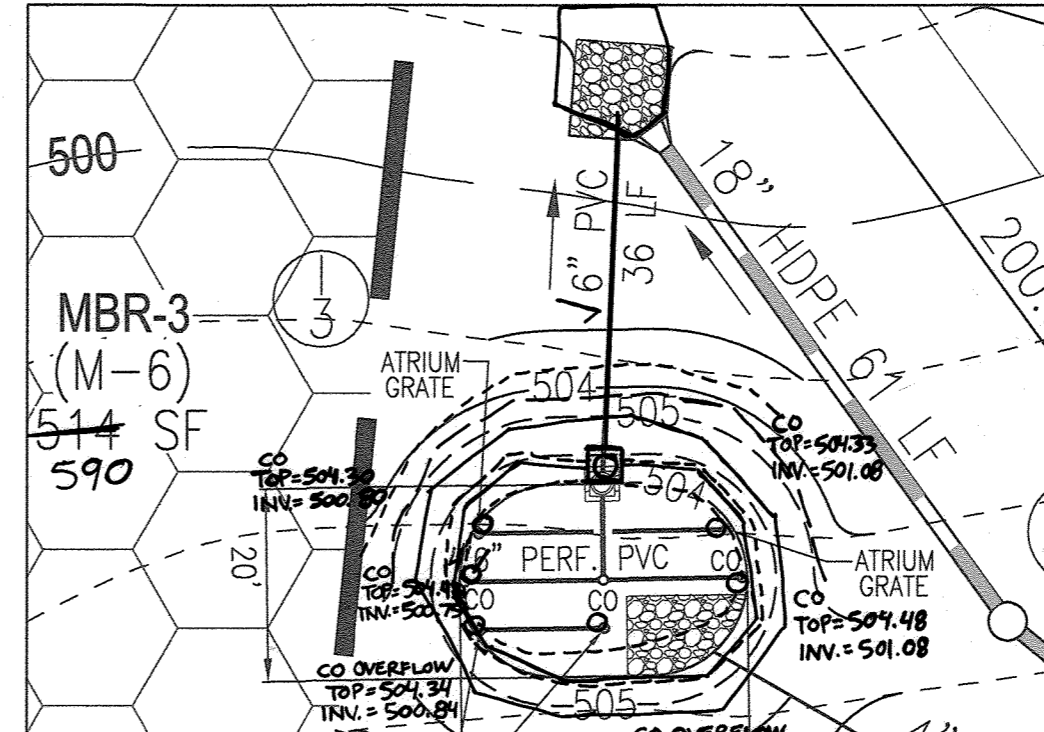 500
MBR-3
(M-6)
514 SF
590
1
3
6" PVC
36 LF
18" HDPE 61 LF
200.
ATRIUM
GRATE
504
505
504
CO
TOP=504.33
INV.=501.08
CO
TOP=504.30
INV.=500.80
20'
8" PERF. PVC
CO
CO
CO
CO
INV.=500.75
ATRIUM
GRATE
CO
TOP=504.48
INV.=501.08
CO OVERFLOW
TOP=504.34
INV.=500.84
505
CO OVERFLOW